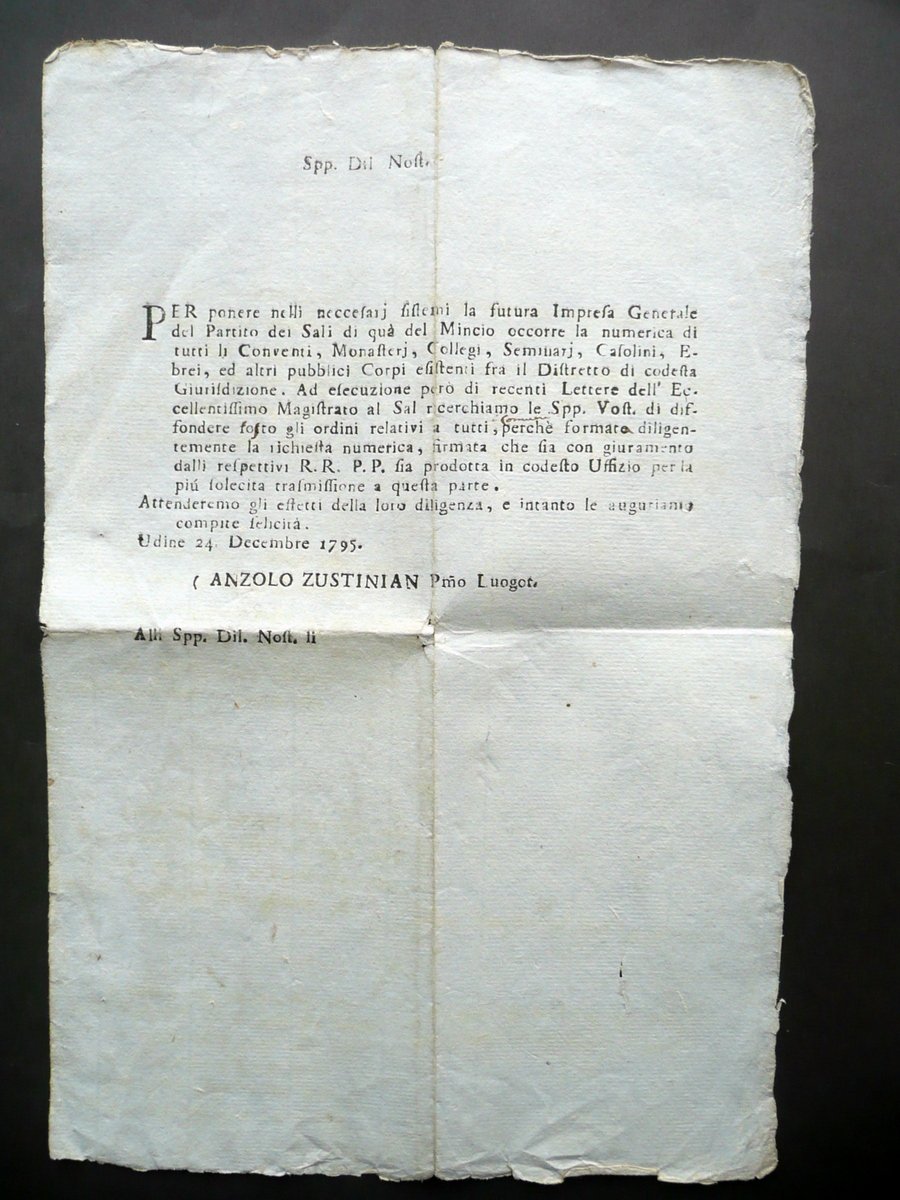 Spp. Dil Noſt.
PER ponere nelli neccesarj ſiſtemi la futura Impreſa Generale
del Partito dei Sali di quà del Mincio occorre la numerica di
tutti li Conventi, Monaſterj, Collegi, Seminarj, Caſolini, E-
brei, ed altri pubblici Corpi eſiſtenti fra il Diſtretto di codeſta
Giuriſdizione. Ad eſecuzione però di recenti Lettere dell' Ec-
cellentiſſimo Magiſtrato al Sal ricerchiamo le Spp. Voſt. di dif-
fondere toſto gli ordini relativi a tutti, perchè formata diligen-
temente la richieſta numerica, firmata che ſia con giuramento
dalli reſpettivi R. R. P. P. ſia prodotta in codeſto Uffizio per la
piú ſolecita traſmiſſione a queſta parte.
Attenderemo gli effetti della loro diligenza, e intanto le auguriamo
compite felicità.
Udine 24. Decembre 1795.
( ANZOLO ZUSTINIAN Pm̃o Luogot.
Alli Spp. Dil. Noſt. li